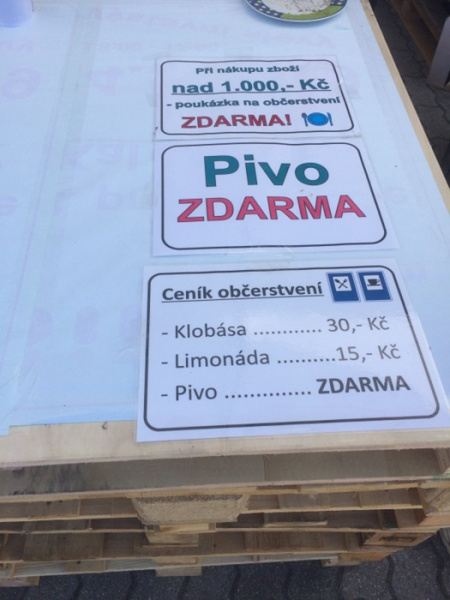 Při nákupu zboží
nad 1.000,- Kč
- poukázka na občerstvení
ZDARMA!
Pivo
ZDARMA
Ceník občerstvení
- Klobása ............ 30,- Kč
- Limonáda ..........15,- Kč
- Pivo .............. ZDARMA